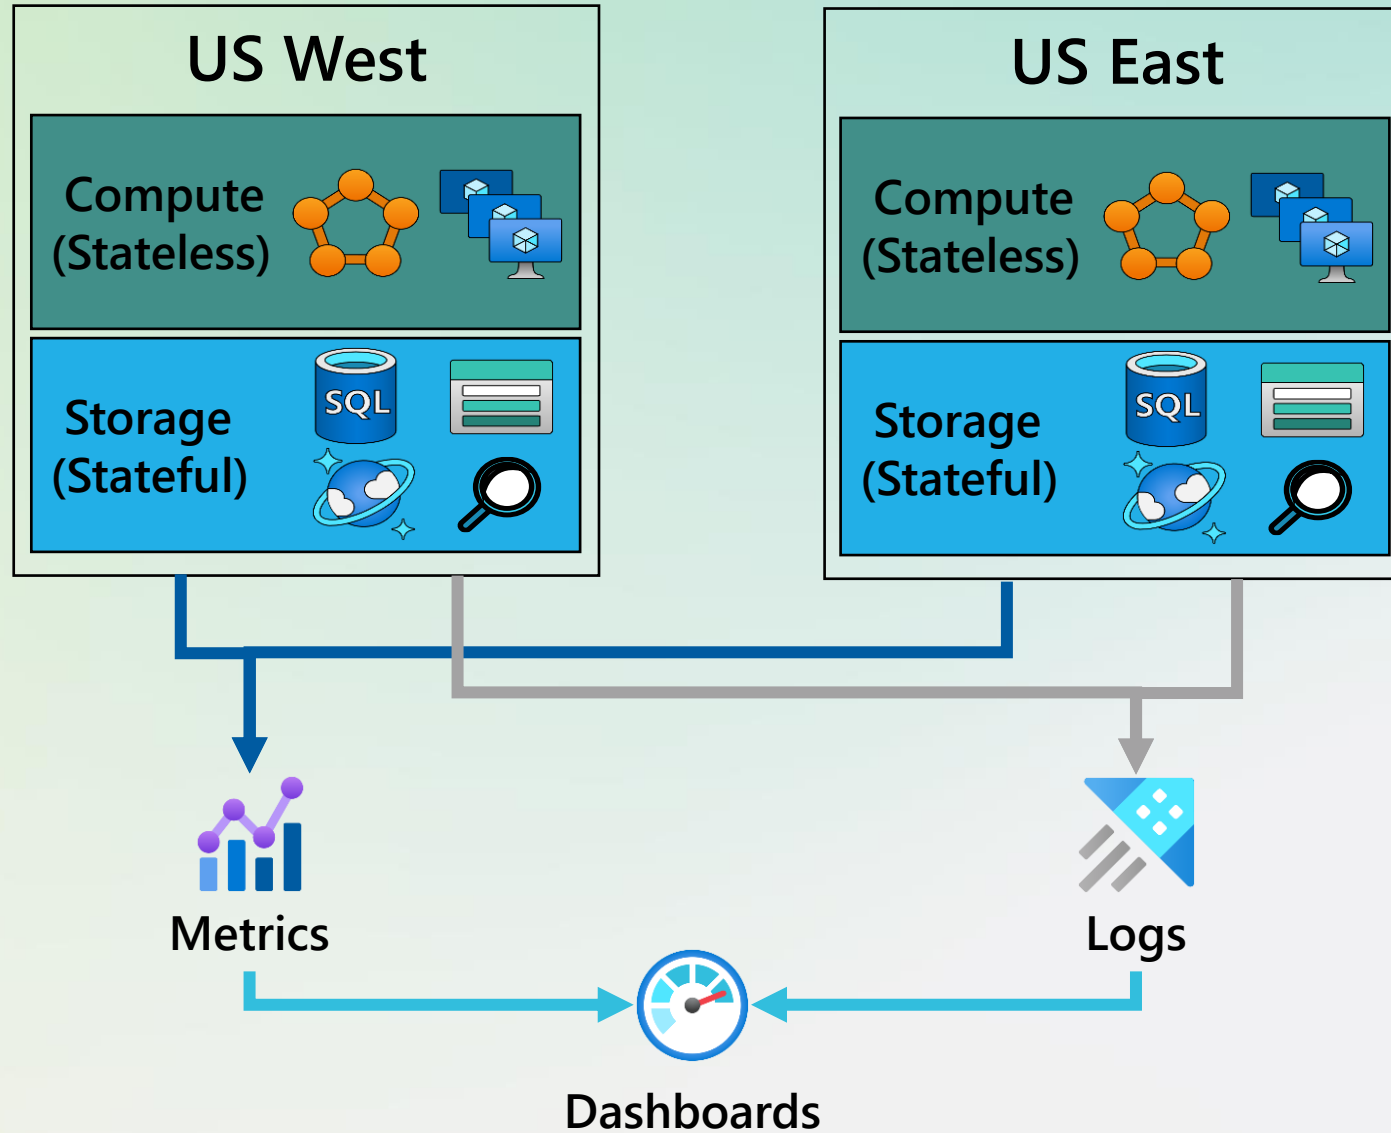 US West
Compute
(Stateless)
SQL
Storage
(Stateful)
US East
Compute
(Stateless)
SQL
Storage
(Stateful)
Metrics
Logs
Dashboards